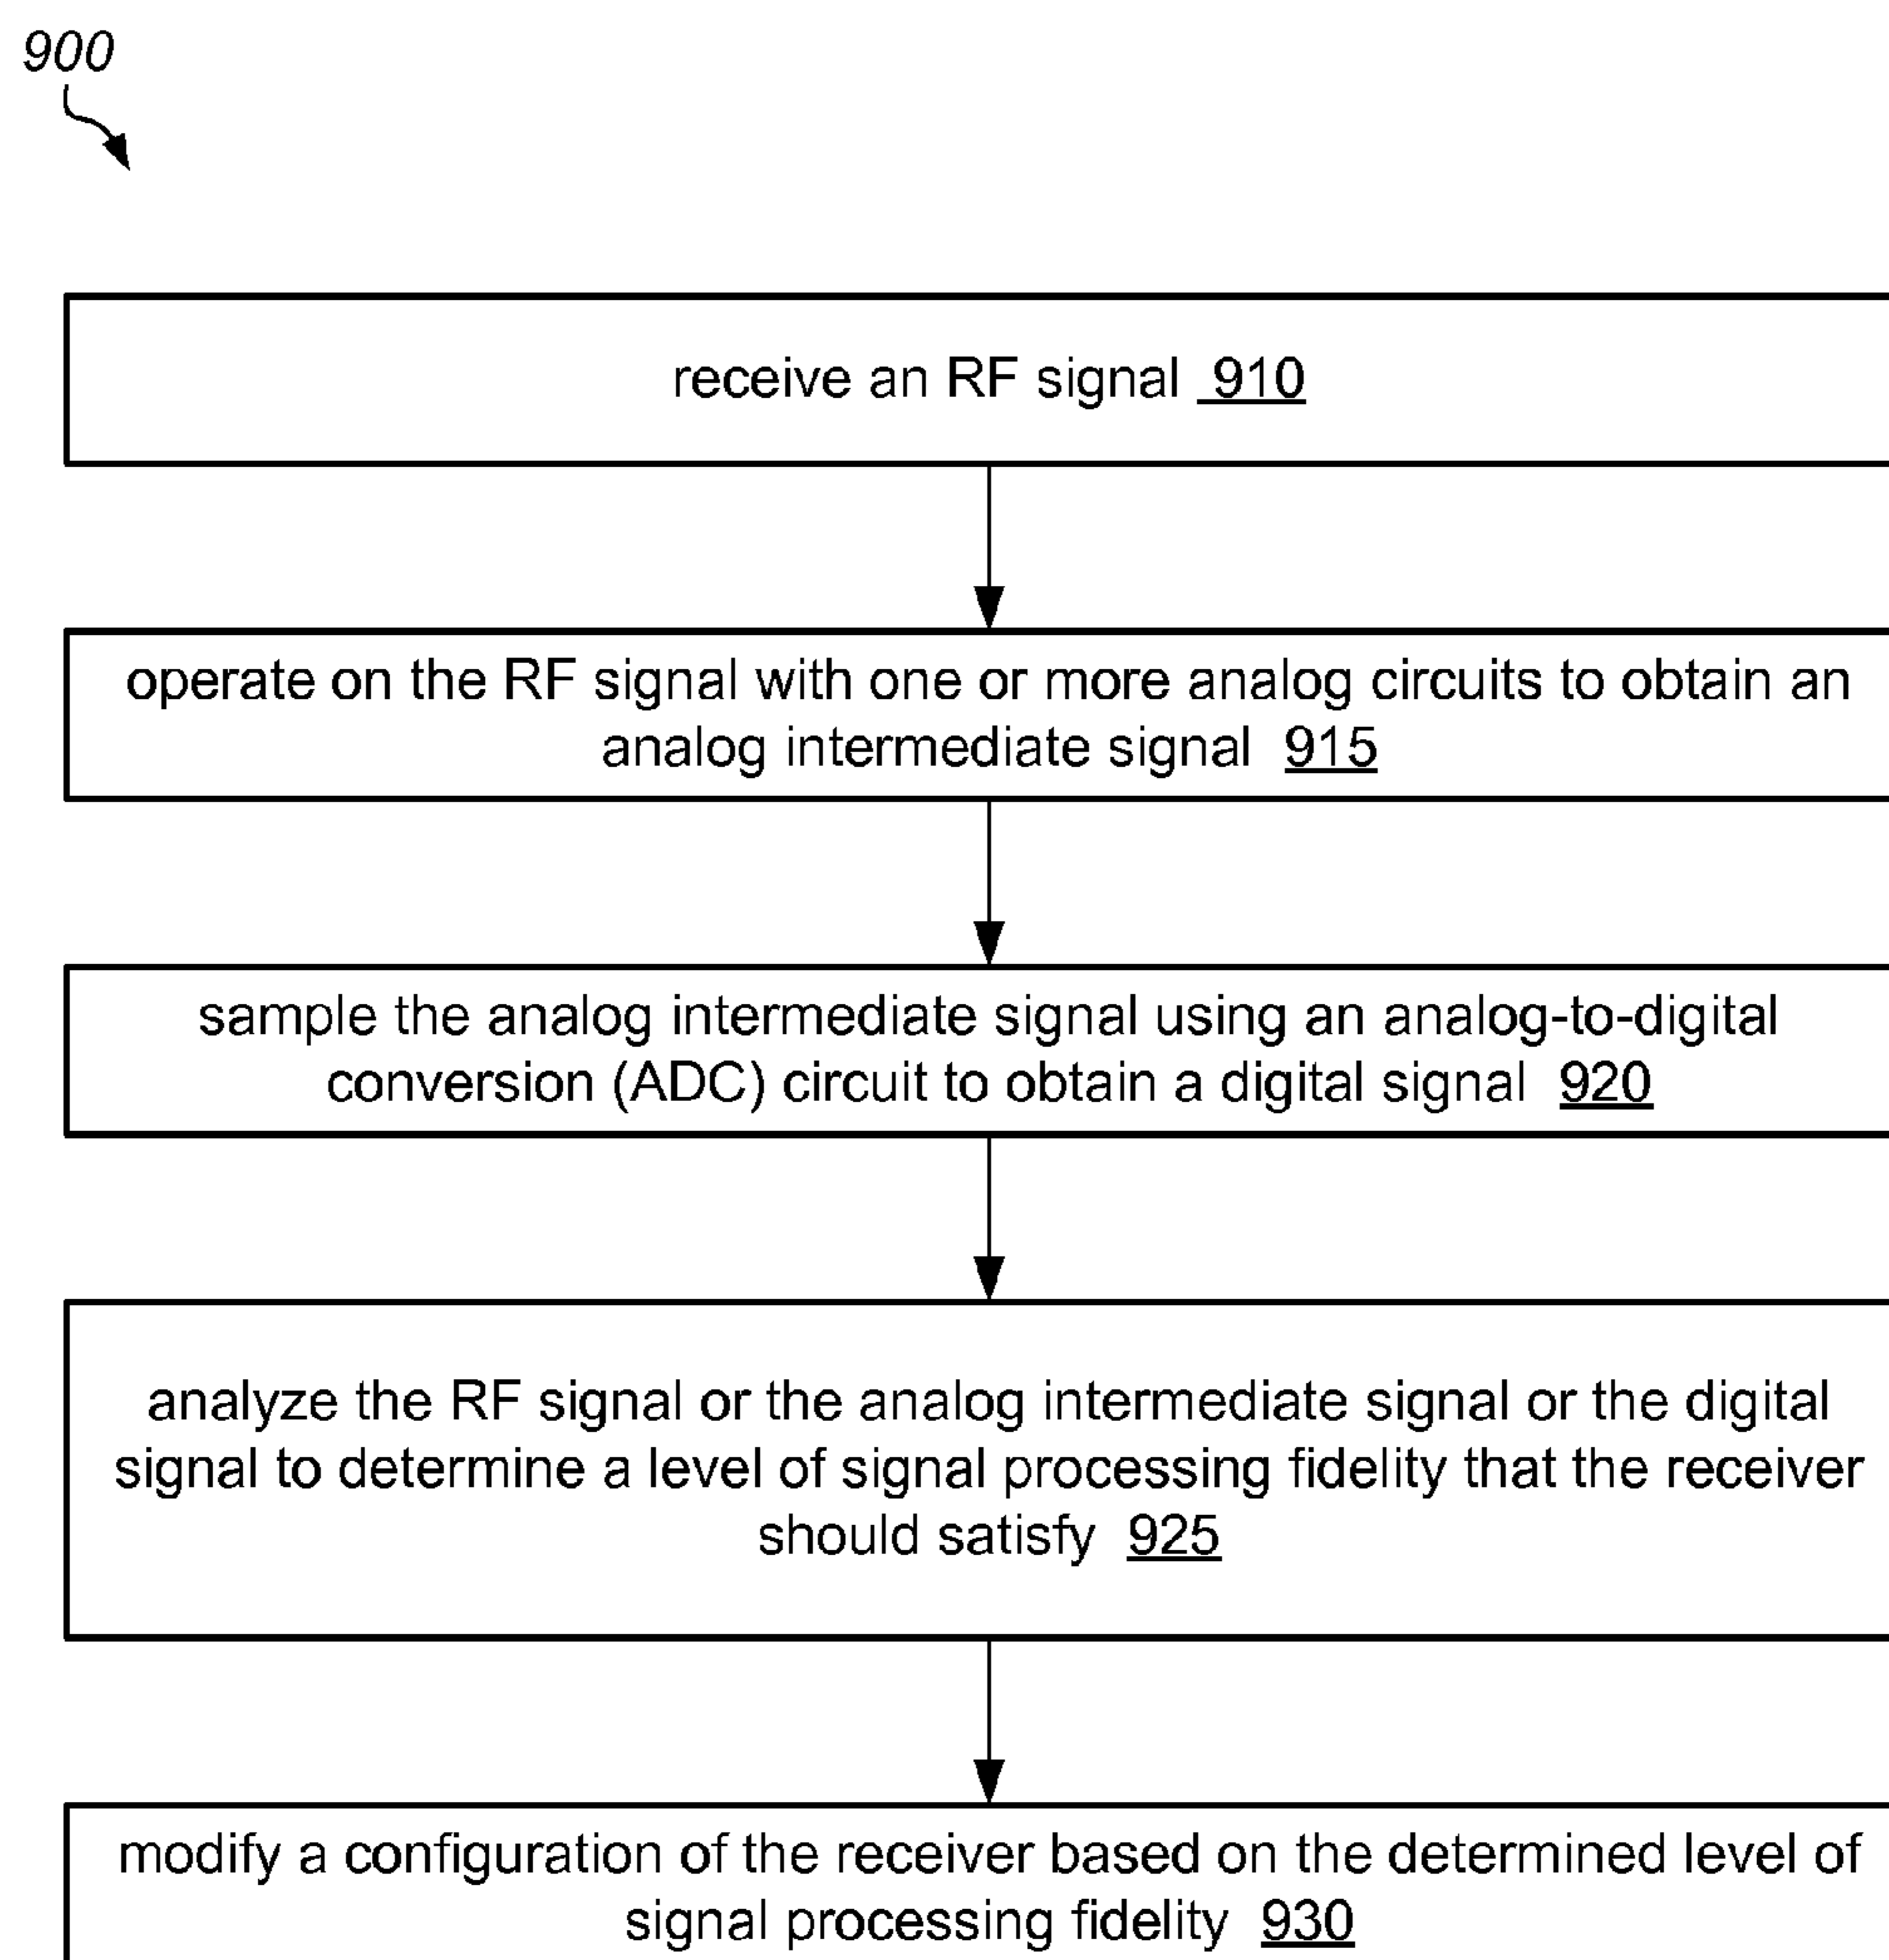 900
receive an RF signal 910
operate on the RF signal with one or more analog circuits to obtain an
analog intermediate signal 915
sample the analog intermediate signal using an analog-to-digital
conversion (ADC) circuit to obtain a digital signal 920
analyze the RF signal or the analog intermediate signal or the digital
signal to determine a level of signal processing fidelity that the receiver
should satisfy 925
modify a configuration of the receiver based on the determined level of
signal processing fidelity 930